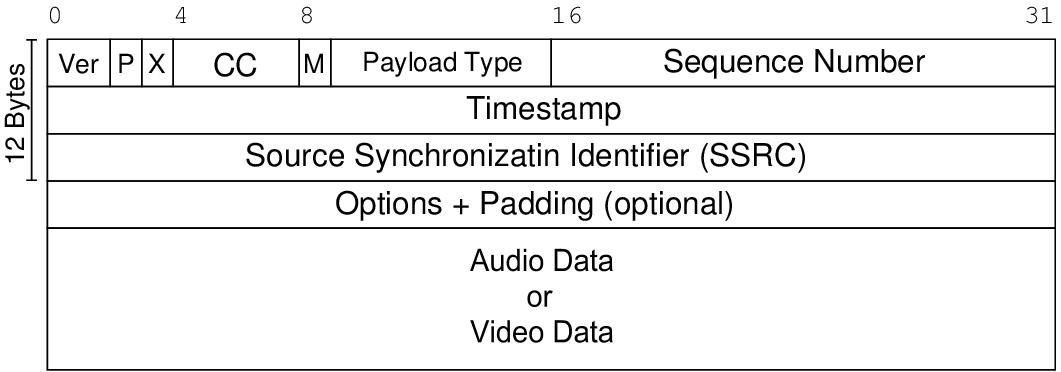 0 4 8 16 31
Ver P X CC M Payload Type Sequence Number
Timestamp
Source Synchronizatin Identifier (SSRC)
12 Bytes
Options + Padding (optional)
Audio Data
or
Video Data